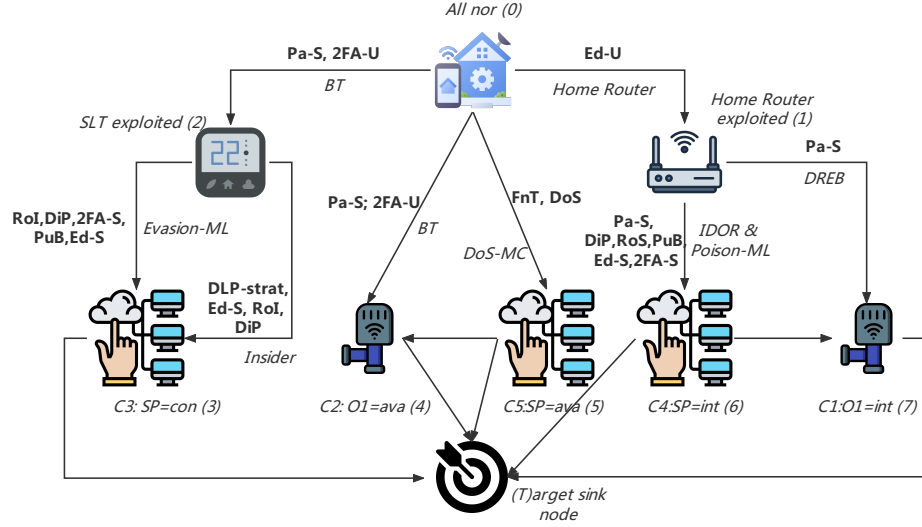 All nor (0)
Pa-S, 2FA-U
BT
Ed-U
Home Router
SLT exploited (2)
22
Home Router
exploited (1)
Pa-S
DREB
RoI,DiP,2FA-S,
PuB,Ed-S
Evasion-ML
Pa-S; 2FA-U
BT
FnT, DoS
DoS-MC
Pa-S,
DiP,RoS,PuB,
Ed-S,2FA-S
IDOR &
Poison-ML
DLP-strat,
Ed-S, RoI,
DiP
Insider
C3: SP=con (3)
C2: O1=ava (4)
C5:SP=ava (5)
C4:SP=int (6)
C1:O1=int (7)
(T)arget sink
node